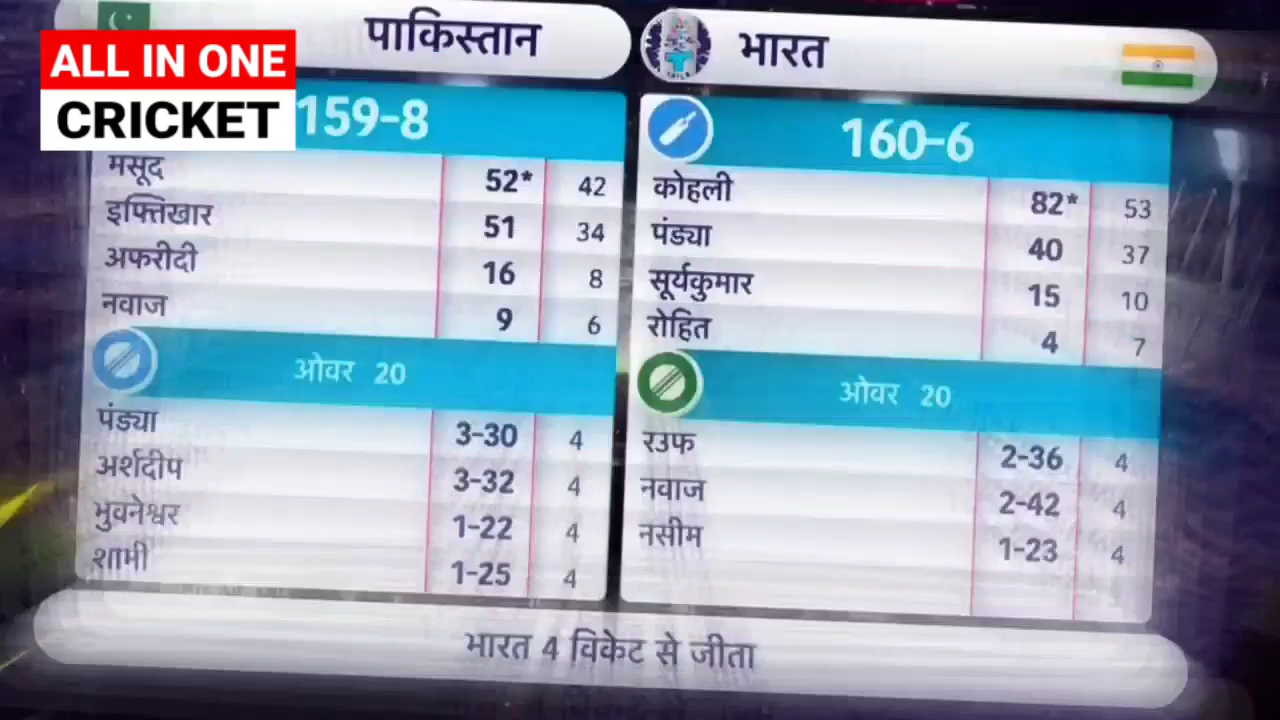 ALL IN ONE
CRICKET
पाकिस्तान
159-8
मसूद 52* 42
इफ्तिखार 51 34
अफरीदी 16 8
नवाज 9 6
ओवर 20
पंड्या 3-30 4
अर्शदीप 3-32 4
भुवनेश्वर 1-22 4
शामी 1-25 4
भारत
160-6
कोहली 82* 53
पंड्या 40 37
सूर्यकुमार 15 10
रोहित 4 7
ओवर 20
रउफ 2-36 4
नवाज 2-42 4
नसीम 1-23 4
भारत 4 विकेट से जीता